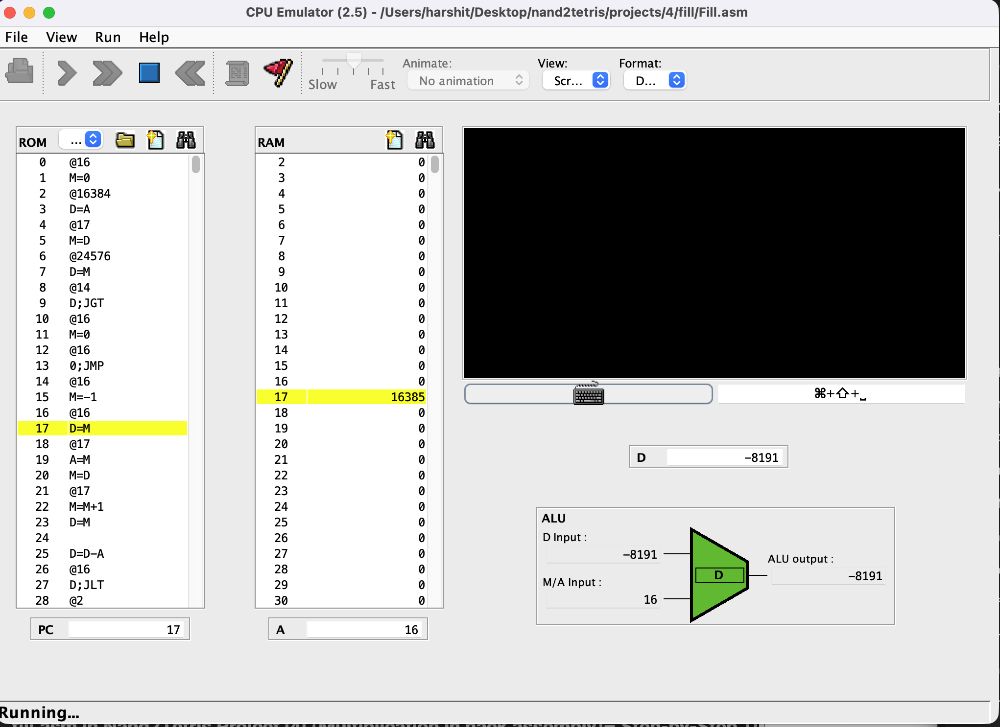 CPU Emulator (2.5) - /Users/harshit/Desktop/nand2tetris/projects/4/fill/Fill.asm
File View Run Help
Slow Fast
Animate:
No animation
View:
Scr...
Format:
D...
ROM ...
0 @16
1 M=0
2 @16384
3 D=A
4 @17
5 M=D
6 @24576
7 D=M
8 @14
9 D;JGT
10 @16
11 M=0
12 @16
13 0;JMP
14 @16
15 M=-1
16 @16
17 D=M
18 @17
19 A=M
20 M=D
21 @17
22 M=M+1
23 D=M
24
25 D=D-A
26 @16
27 D;JLT
28 @2
PC 17
RAM
2 0
3 0
4 0
5 0
6 0
7 0
8 0
9 0
10 0
11 0
12 0
13 0
14 0
15 0
16 0
17 16385
18 0
19 0
20 0
21 0
22 0
23 0
24 0
25 0
26 0
27 0
28 0
29 0
30 0
A 16
⌘+⇧+␣
D -8191
ALU
D Input :
-8191
M/A Input :
16
D
ALU output :
-8191
Running...